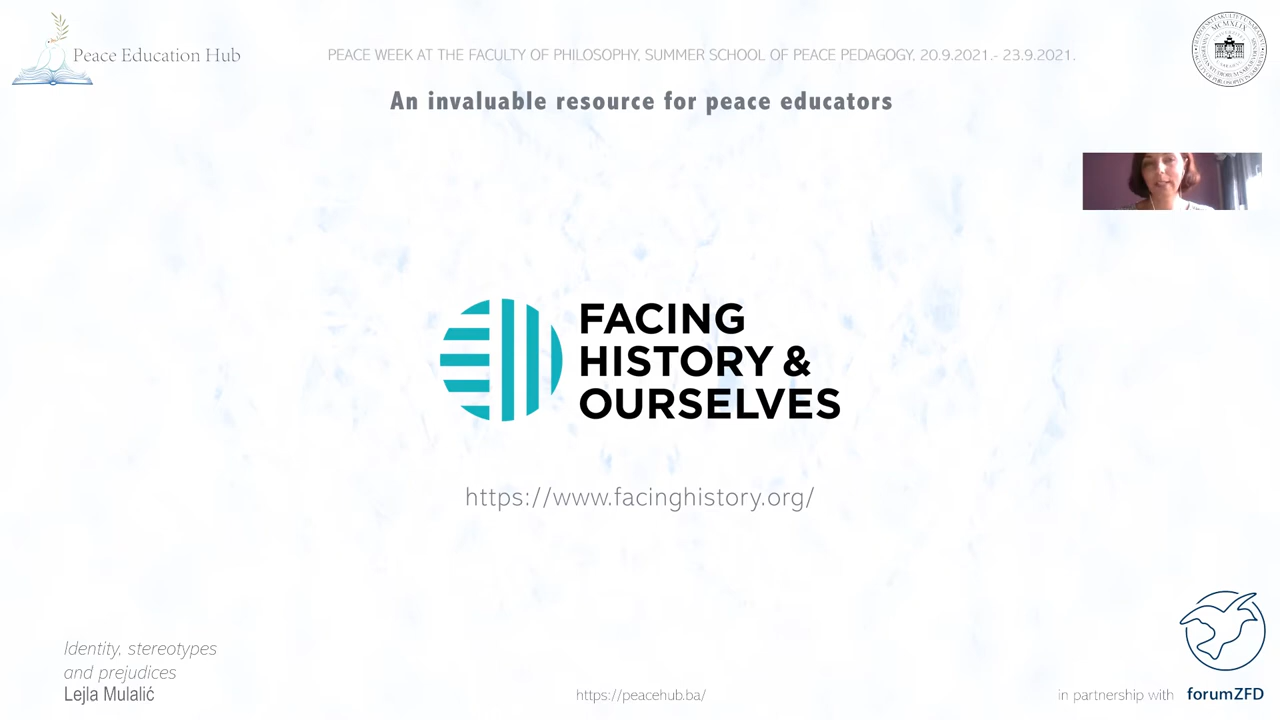 Peace Education Hub
PEACE WEEK AT THE FACULTY OF PHILOSOPHY, SUMMER SCHOOL OF PEACE PEDAGOGY, 20.9.2021.- 23.9.2021.
An invaluable resource for peace educators
FACING
HISTORY &
OURSELVES
https://www.facinghistory.org/
Identity, stereotypes
and prejudices
Lejla Mulalić
https://peacehub.ba/
in partnership with forumZFD